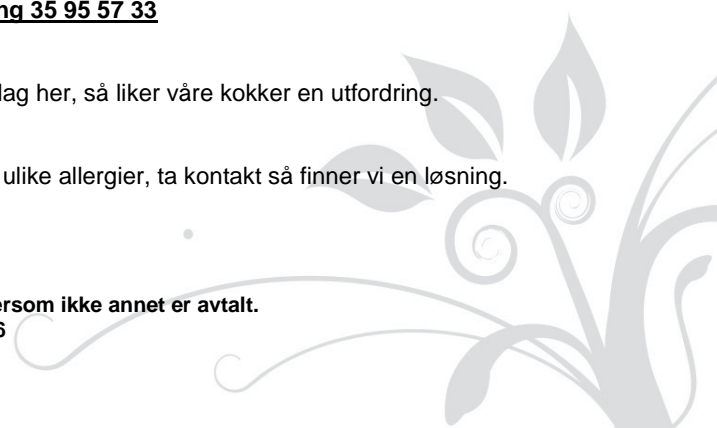 ng 35 95 57 33
lag her, så liker våre kokker en utfordring.
ulike allergier, ta kontakt så finner vi en løsning.
ersom ikke annet er avtalt.
6